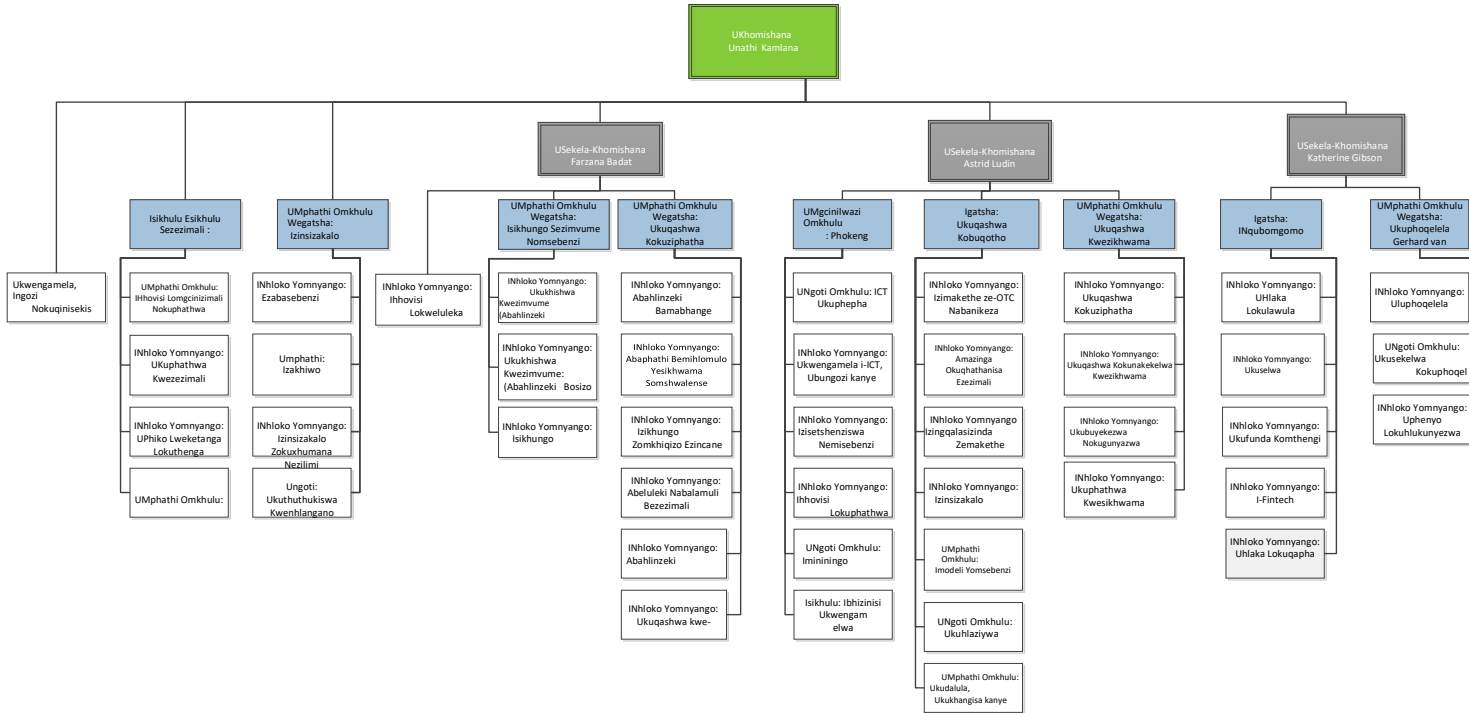 UKhomishana
Unathi Kamlana
USekela-Khomishana
Farzana Badat
USekela-Khomishana
Astrid Ludin
USekela-Khomishana
Katherine Gibson
Ukwengamela,
Ingozi
Nokuqinisekis
Isikhulu Esikhulu
Sezezimali :
UMphathi Omkhulu:
IHhovisi Lomgcinizimali
Nokuphathwa
INhloko Yomnyango:
UKuphathwa
Kwezezimali
INhloko Yomnyango:
UPhiko Lweketanga
Lokuthenga
UMphathi Omkhulu:
UMphathi Omkhulu
Wegatsha:
Izinsizakalo
INhloko Yomnyango:
Ezabasebenzi
Umphathi:
Izakhiwo
INhloko Yomnyango:
Izinsizakalo
Zokuxhumana
Nezilimi
Ungoti:
Ukuthuthukiswa
Kwenhlangano
INhloko Yomnyango:
Ihhovisi
Lokweluleka
UMphathi Omkhulu
Wegatsha:
Isikhungo Sezimvume
Nomsebenzi
INhloko Yomnyango:
Ukukhishwa
Kwezimvume
(Abahlinzeki
INhloko Yomnyango:
Ukukhishwa
Kwezimvume:
(Abahlinzeki Bosizo
INhloko Yomnyango:
Isikhungo
UMphathi Omkhulu
Wegatsha:
Ukuqashwa
Kokuziphatha
INhloko Yomnyango:
Abahlinzeki
Bamabhange
INhloko Yomnyango:
Abaphathi Bemihlomulo
Yesikhwama
Somshwalense
INhloko Yomnyango:
Izikhungo
Zomkhiqizo Ezincane
INhloko Yomnyango:
Abeluleki Nabalamuli
Bezezimali
INhloko Yomnyango:
Abahlinzeki
INhloko Yomnyango:
Ukuqashwa kwe-
UMgcinilwazi
Omkhulu
: Phokeng
UNgoti Omkhulu: ICT
Ukuphepha
INhloko Yomnyango:
Ukwengamela i-ICT,
Ubungozi kanye
INhloko Yomnyango:
Izisetshenziswa
Nemisebenzi
INhloko Yomnyango:
Ihhovisi
Lokuphathwa
UNgoti Omkhulu:
Imininingo
Isikhulu: Ibhizinisi
Ukwengam
elwa
Igatsha:
Ukuqashwa
Kobuqotho
INhloko Yomnyango:
Izimakethe ze-OTC
Nabanikeza
INhloko Yomnyango:
Amazinga
Okuqhathanisa
Ezezimali
INhloko Yomnyango
Izingqalasizinda
Zemakethe
INhloko Yomnyango:
Izinsizakalo
UMphathi
Omkhulu:
Imodeli Yomsebenzi
UNgoti Omkhulu:
Ukuhlaziywa
UMphathi Omkhulu:
Ukudalula,
Ukukhangisa kanye
UMphathi Omkhulu
Wegatsha:
Ukuqashwa
Kwezikhwama
INhloko Yomnyango:
Ukuqashwa
Kokuziphatha
INhloko Yomnyango:
Ukuqashwa Kokunakekelwa
Kwezikhwama
INhloko Yomnyango:
Ukubuyekezwa
Nokugunyazwa
INhloko Yomnyango:
Ukuphathwa
Kwesikhwama
Igatsha:
INqubomgomo
INhloko Yomnyango:
UHlaka
Lokulawula
INhloko Yomnyango:
Ukuselwa
INhloko Yomnyango:
Ukufunda Komthengi
INhloko Yomnyango:
I-Fintech
INhloko Yomnyango:
Uhlaka Lokuqapha
UMphathi Omkhulu
Wegatsha:
Ukuphoqelela
Gerhard van
INhloko Yomnyango:
Uluphoqelela
UNgoti Omkhulu:
Ukusekelwa
Kokuphoqel
INhloko Yomnyango:
Uphenyo
Lokuhlukunyezwa